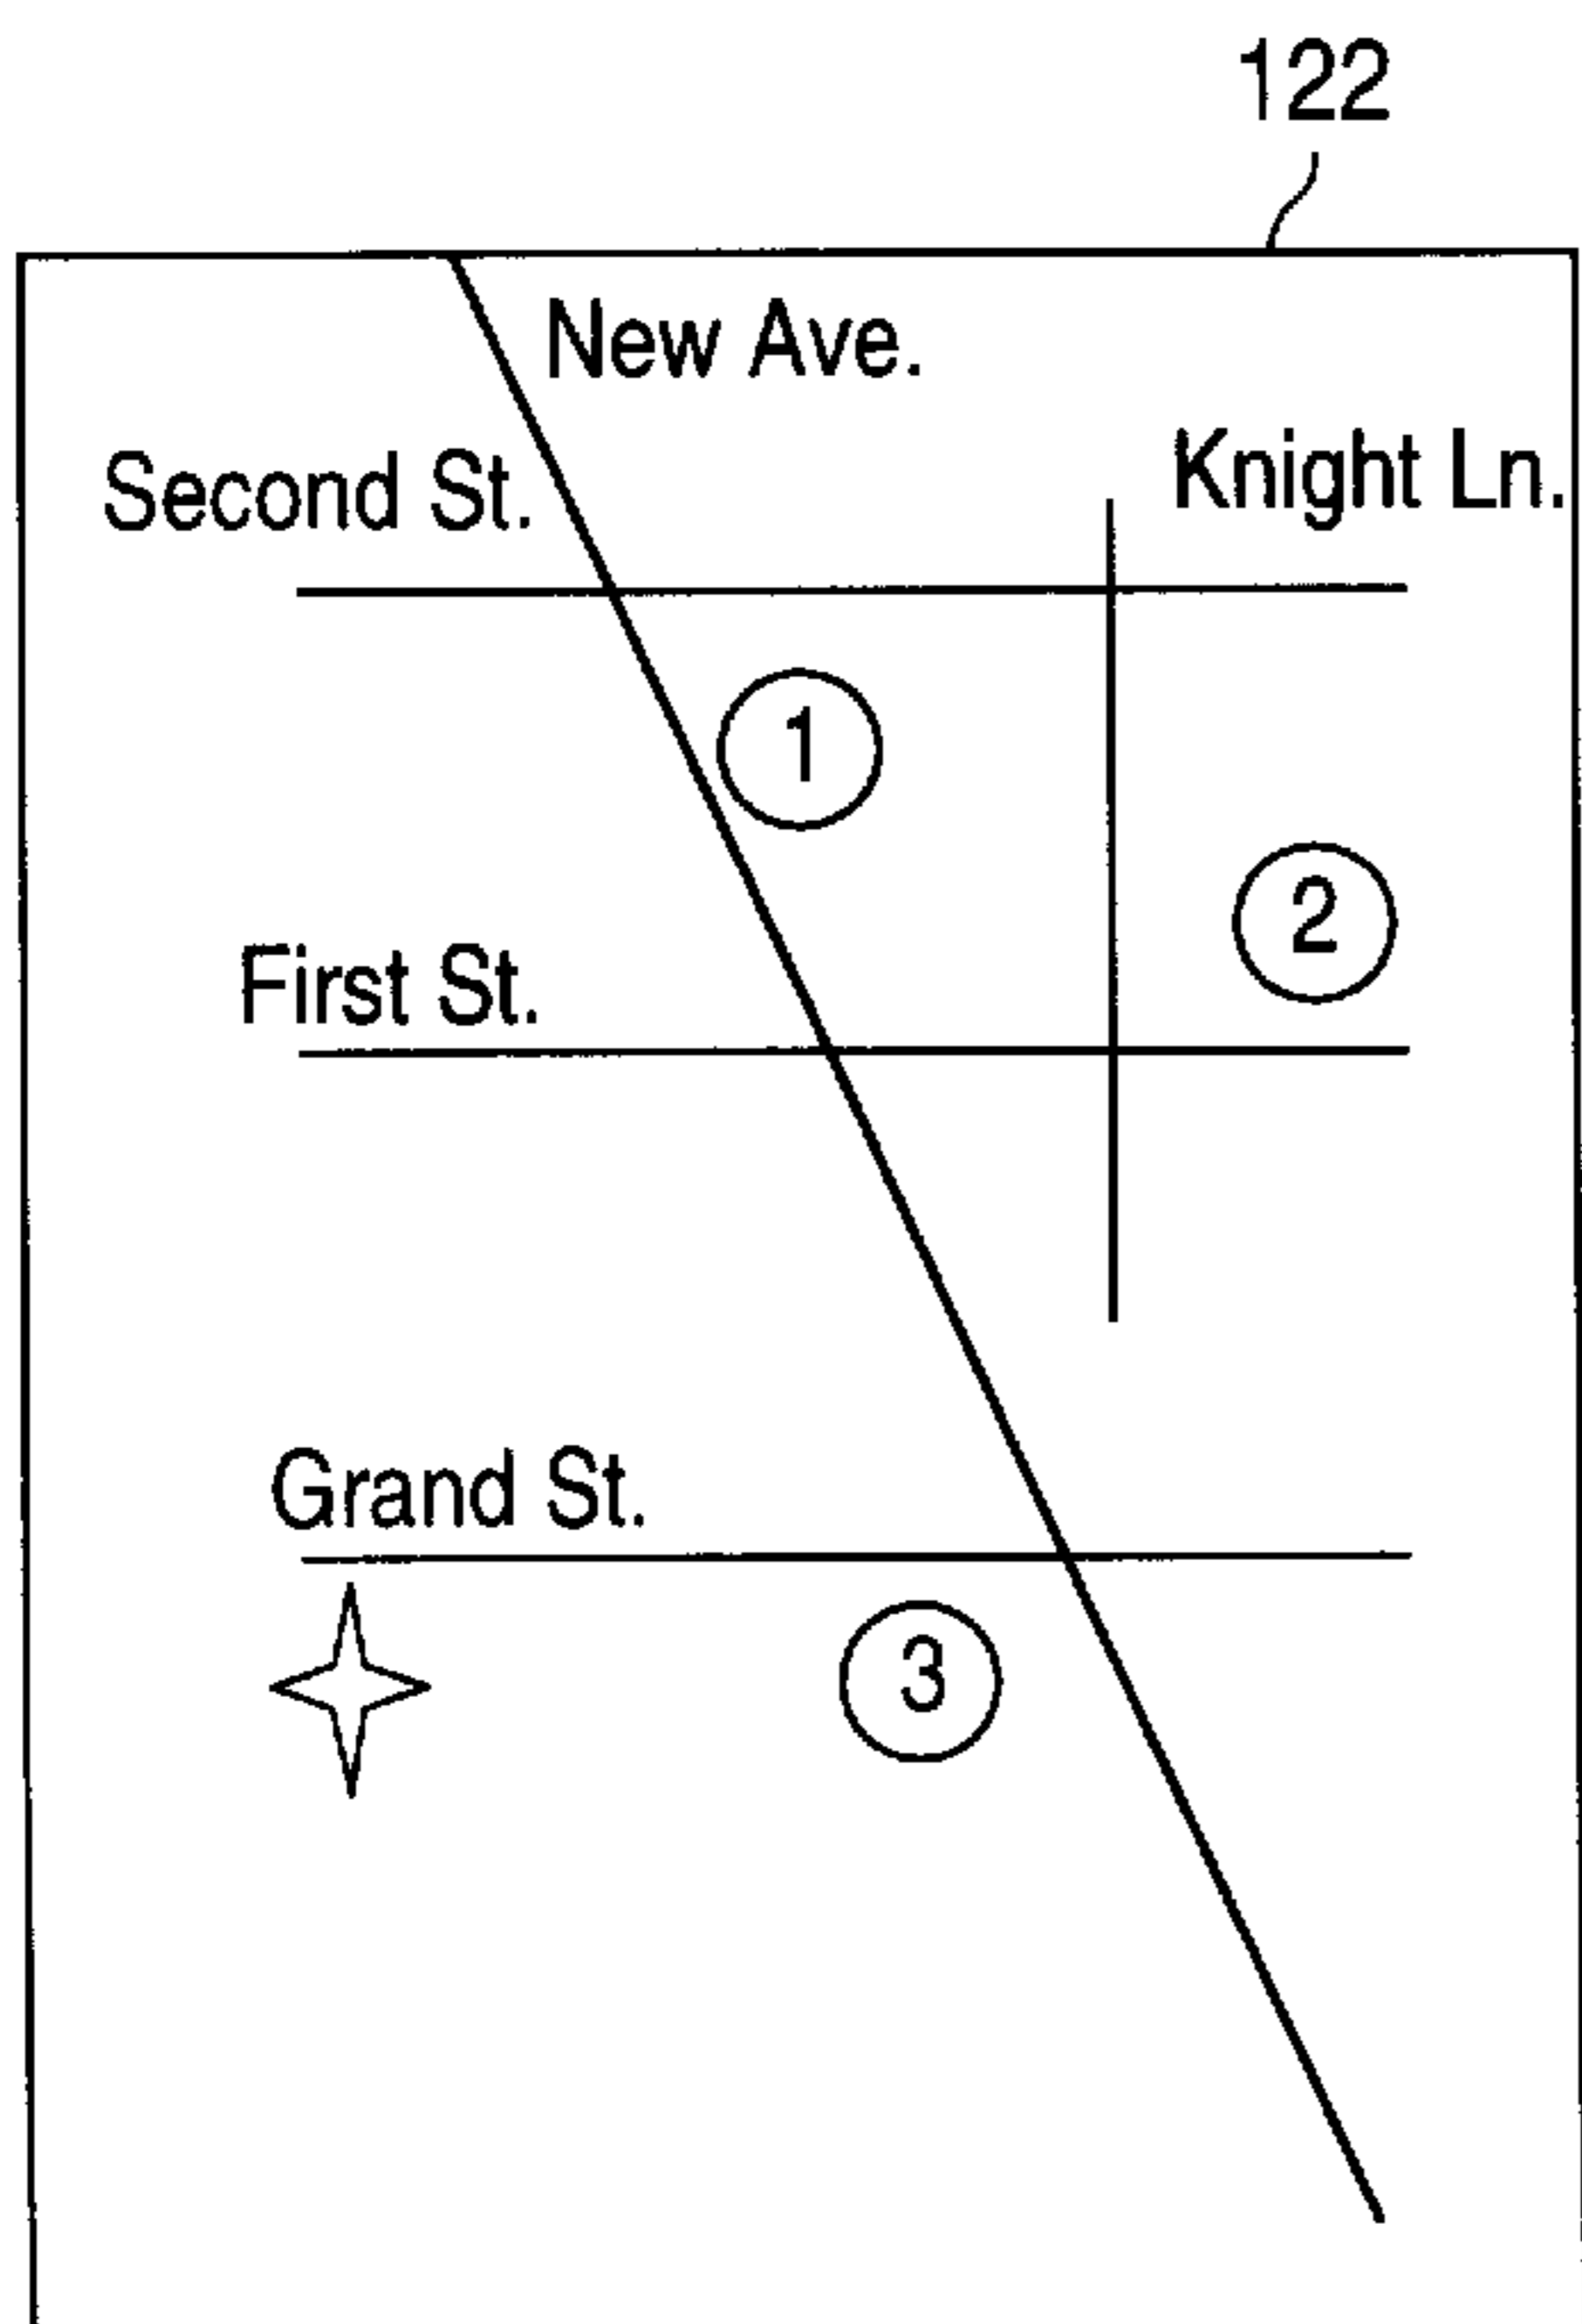 122
New Ave.
Knight Ln.
Second St.
1
2
First St.
Grand St.
3